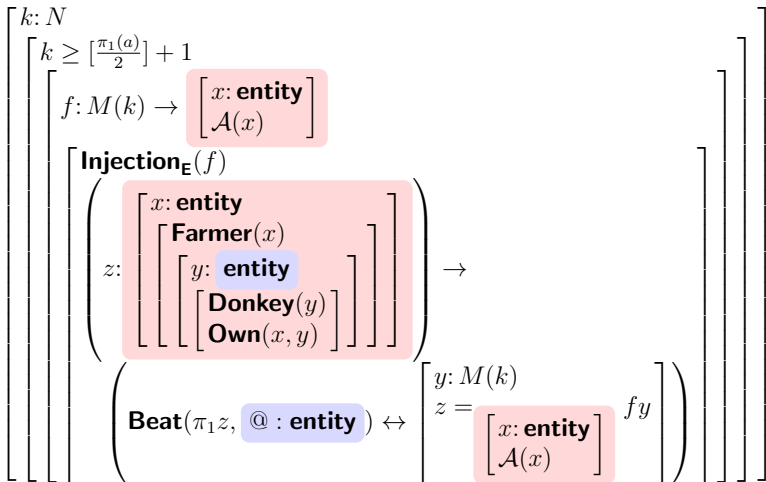 k: N
k ≥ [π₁(a)/2] + 1
f: M(k) → [x: entity
𝒜(x)]
Injection_E(f)
x: entity
Farmer(x)
z: y: entity →
Donkey(y)
Own(x, y)
y: M(k)
Beat(π₁z, @ : entity) ↔ z = fy
x: entity
𝒜(x)